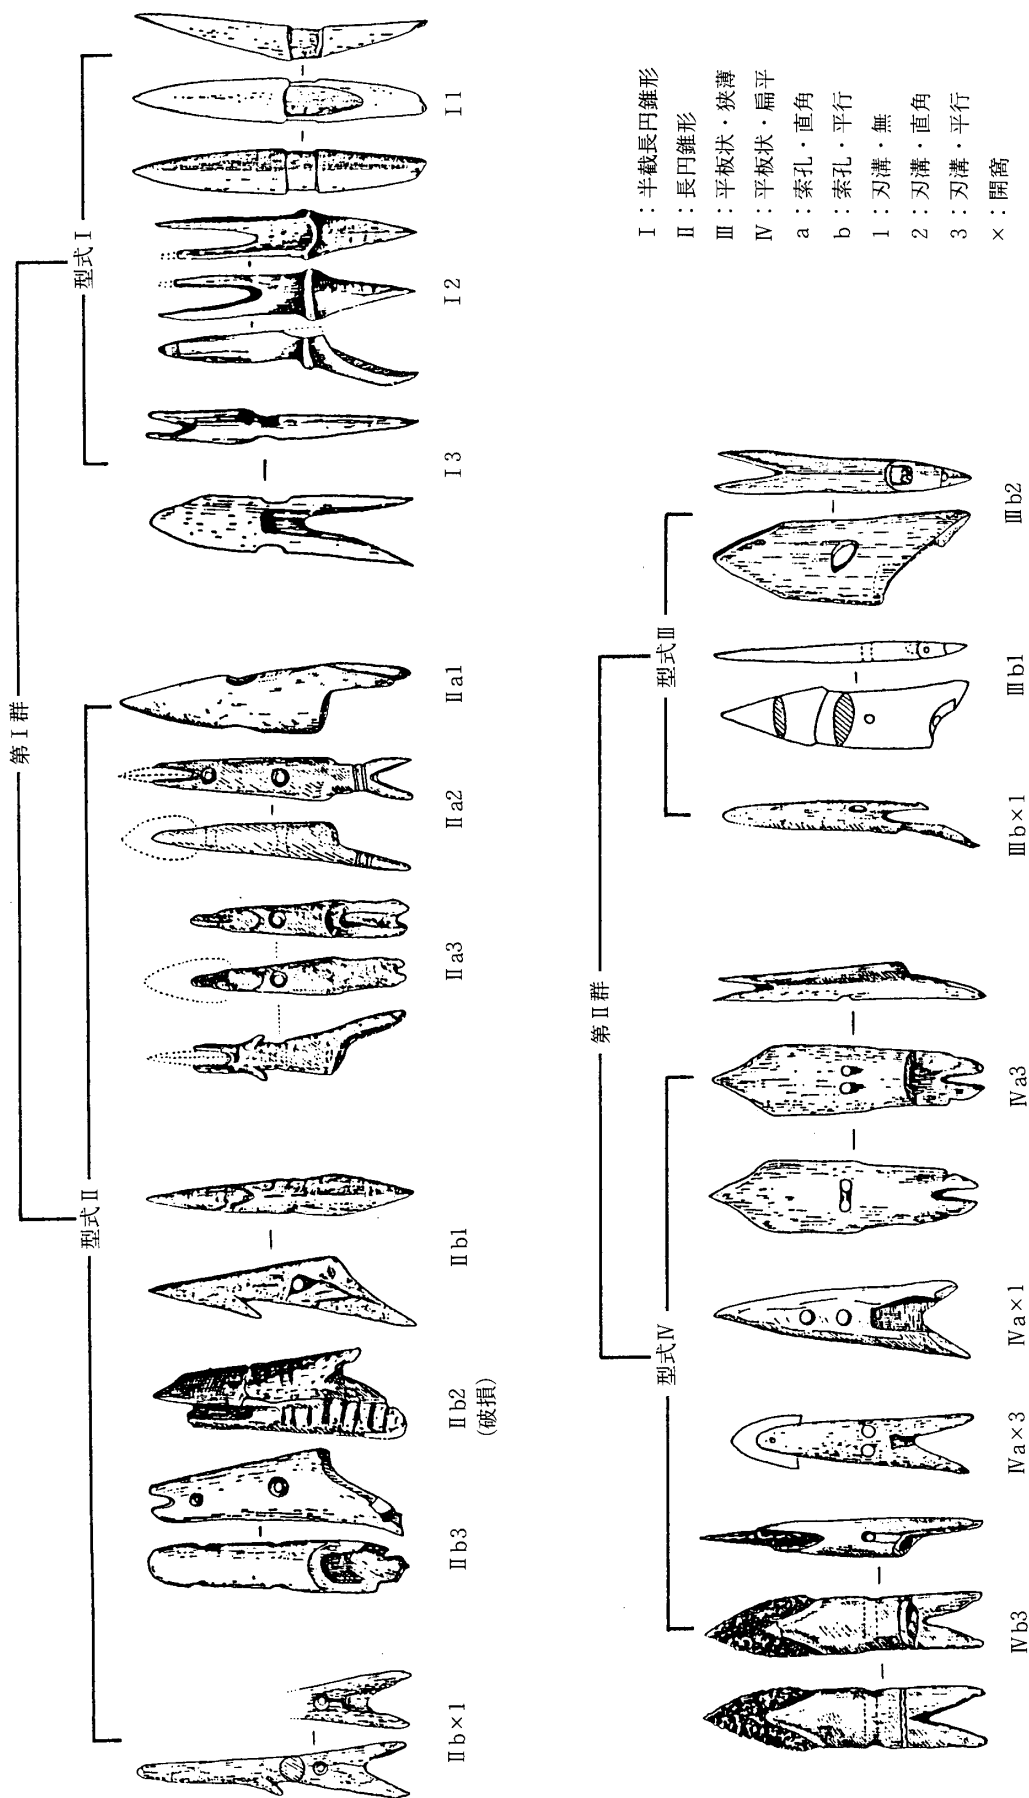 第Ⅰ群
型式Ⅱ
型式Ⅰ
Ⅱb×1
Ⅱb3
Ⅱb2
(破損)
Ⅱb1
Ⅱa3
Ⅱa2
Ⅱa1
Ⅰ3
Ⅰ2
Ⅰ1
第Ⅱ群
型式Ⅳ
型式Ⅲ
Ⅳb3
Ⅳa×3
Ⅳa×1
Ⅳa3
Ⅲb×1
Ⅲb1
Ⅲb2
Ⅰ：半截長円錐形
Ⅱ：長円錐形
Ⅲ：平板状・狭薄
Ⅳ：平板状・扁平
a：索孔・直角
b：索孔・平行
1：刃溝・無
2：刃溝・直角
3：刃溝・平行
×：開窩